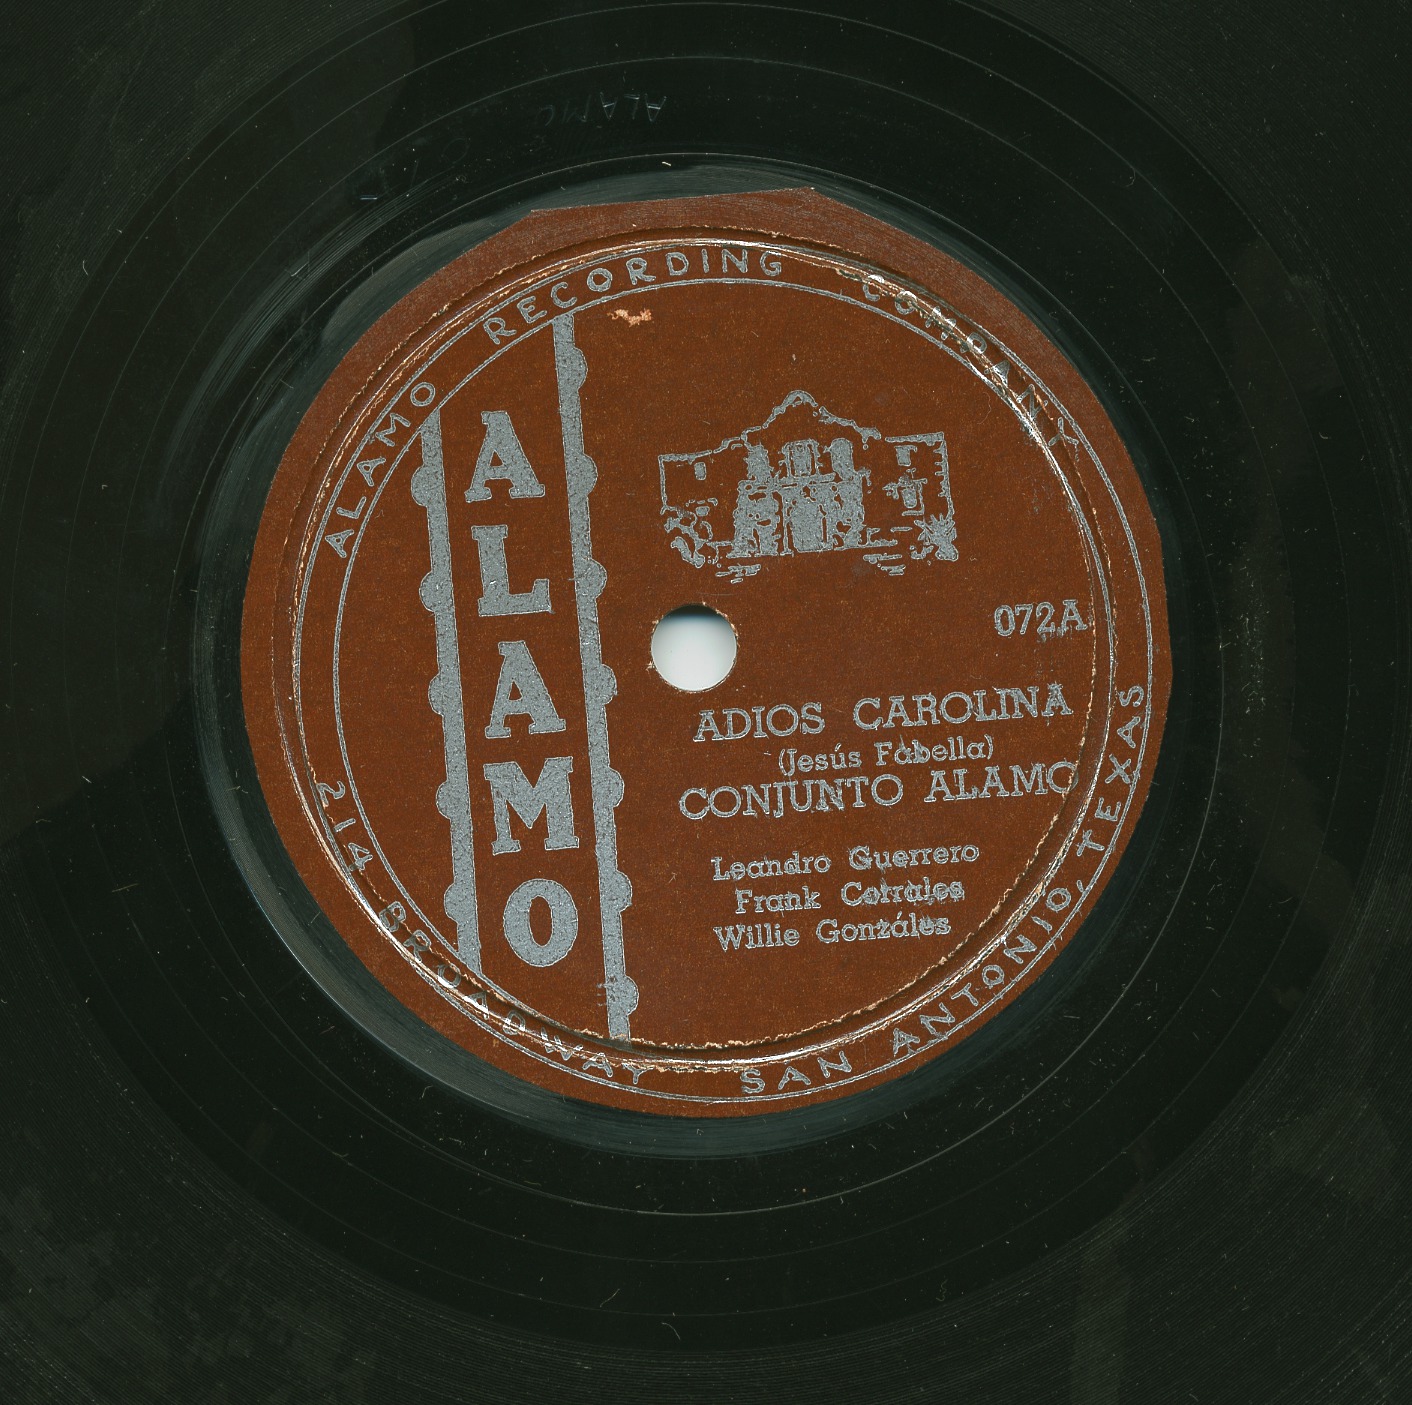 ALAMO RECORDING COMPANY
ALAMO
072A
ADIOS CAROLINA
(Jesús Fabella)
CONJUNTO ALAMO
Leandro Guerrero
Frank Corrales
Willie Gonzáles
214 BROADWAY SAN ANTONIO, TEXAS
ALAMO